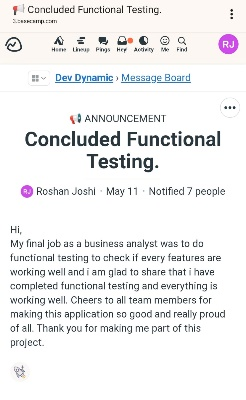 📢 Concluded Functional Testing.
3.basecamp.com
Home Lineup Pings Hey! Activity Me Find
RJ
Dev Dynamic › Message Board
📢 ANNOUNCEMENT
Concluded Functional
Testing.
RJ Roshan Joshi · May 11 · Notified 7 people
Hi,
My final job as a business analyst was to do
functional testing to check if every features are
working well and i am glad to share that i have
completed functional testing and everything is
working well. Cheers to all team members for
making this application so good and really proud
of all. Thank you for making me part of this
project.